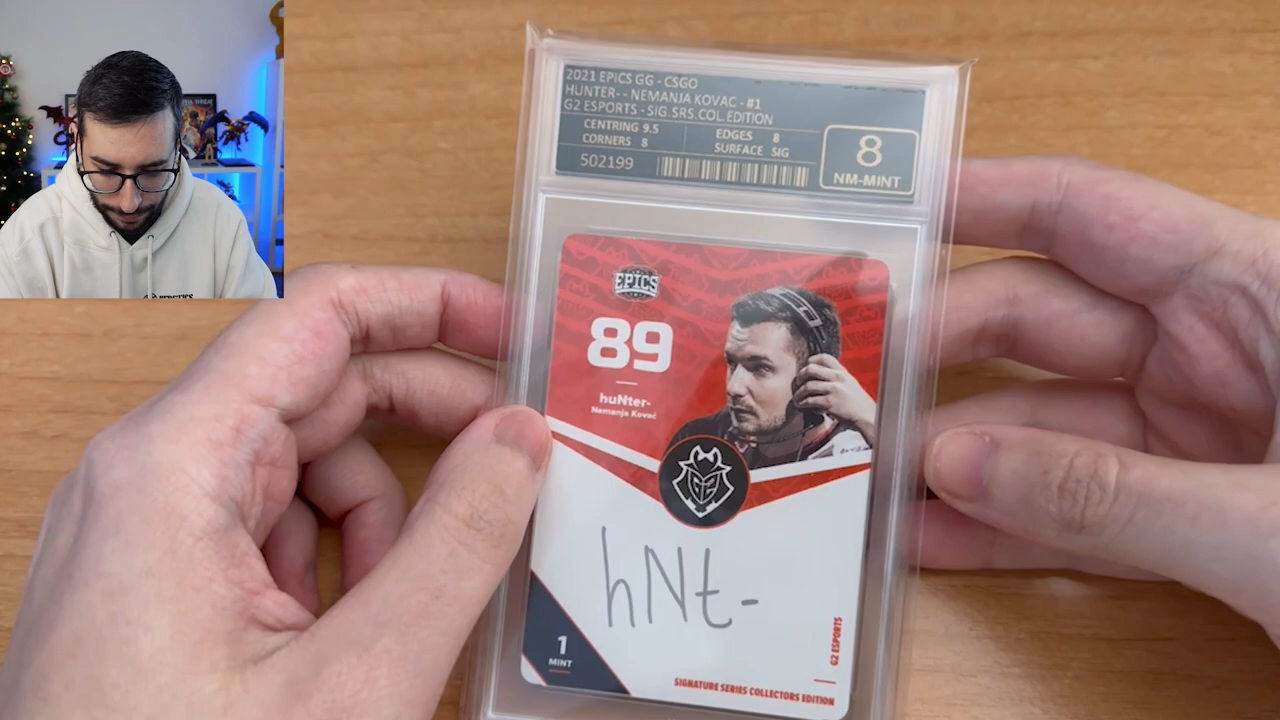 2021 EPICS GG - CSGO
HUNTER- - NEMANJA KOVAC - #1
G2 ESPORTS - SIG.SRS.COL.EDITION
CENTRING 9.5 EDGES 8
CORNERS 8 SURFACE SIG
502199
8
NM-MINT
EPICS
89
huNter-
Nemanja Kovač
hNt-
1
MINT
G2 ESPORTS
SIGNATURE SERIES COLLECTORS EDITION